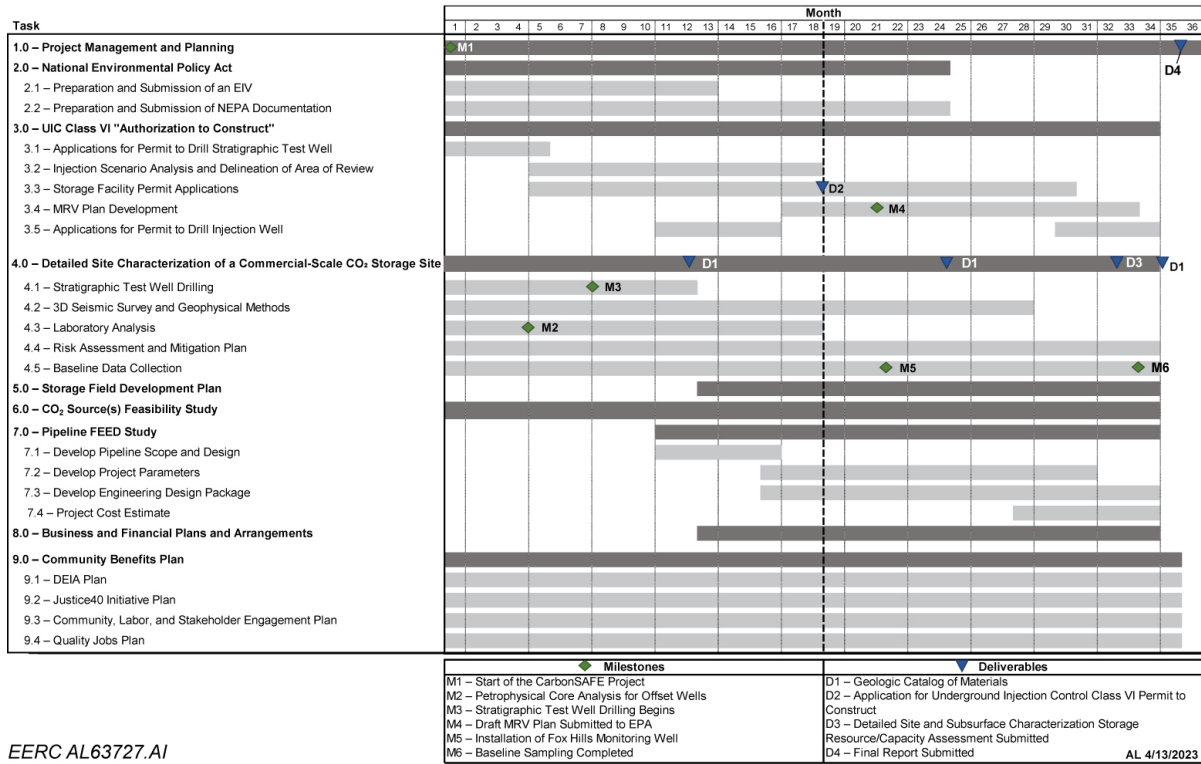 Month
Task
1 2 3 4 5 6 7 8 9 10 11 12 13 14 15 16 17 18 19 20 21 22 23 24 25 26 27 28 29 30 31 32 33 34 35 36
1.0 – Project Management and Planning M1
D4
2.0 – National Environmental Policy Act
2.1 – Preparation and Submission of an EIV
2.2 – Preparation and Submission of NEPA Documentation
3.0 – UIC Class VI "Authorization to Construct"
3.1 – Applications for Permit to Drill Stratigraphic Test Well
3.2 – Injection Scenario Analysis and Delineation of Area of Review
3.3 – Storage Facility Permit Applications D2
3.4 – MRV Plan Development M4
3.5 – Applications for Permit to Drill Injection Well
4.0 – Detailed Site Characterization of a Commercial-Scale CO₂ Storage Site D1 D1 D3 D1
4.1 – Stratigraphic Test Well Drilling M3
4.2 – 3D Seismic Survey and Geophysical Methods
4.3 – Laboratory Analysis M2
4.4 – Risk Assessment and Mitigation Plan
4.5 – Baseline Data Collection M5 M6
5.0 – Storage Field Development Plan
6.0 – CO₂ Source(s) Feasibility Study
7.0 – Pipeline FEED Study
7.1 – Develop Pipeline Scope and Design
7.2 – Develop Project Parameters
7.3 – Develop Engineering Design Package
7.4 – Project Cost Estimate
8.0 – Business and Financial Plans and Arrangements
9.0 – Community Benefits Plan
9.1 – DEIA Plan
9.2 – Justice40 Initiative Plan
9.3 – Community, Labor, and Stakeholder Engagement Plan
9.4 – Quality Jobs Plan
Milestones
M1 – Start of the CarbonSAFE Project
M2 – Petrophysical Core Analysis for Offset Wells
M3 – Stratigraphic Test Well Drilling Begins
M4 – Draft MRV Plan Submitted to EPA
M5 – Installation of Fox Hills Monitoring Well
M6 – Baseline Sampling Completed
Deliverables
D1 – Geologic Catalog of Materials
D2 – Application for Underground Injection Control Class VI Permit to
Construct
D3 – Detailed Site and Subsurface Characterization Storage
Resource/Capacity Assessment Submitted
D4 – Final Report Submitted
AL 4/13/2023
EERC AL63727.AI